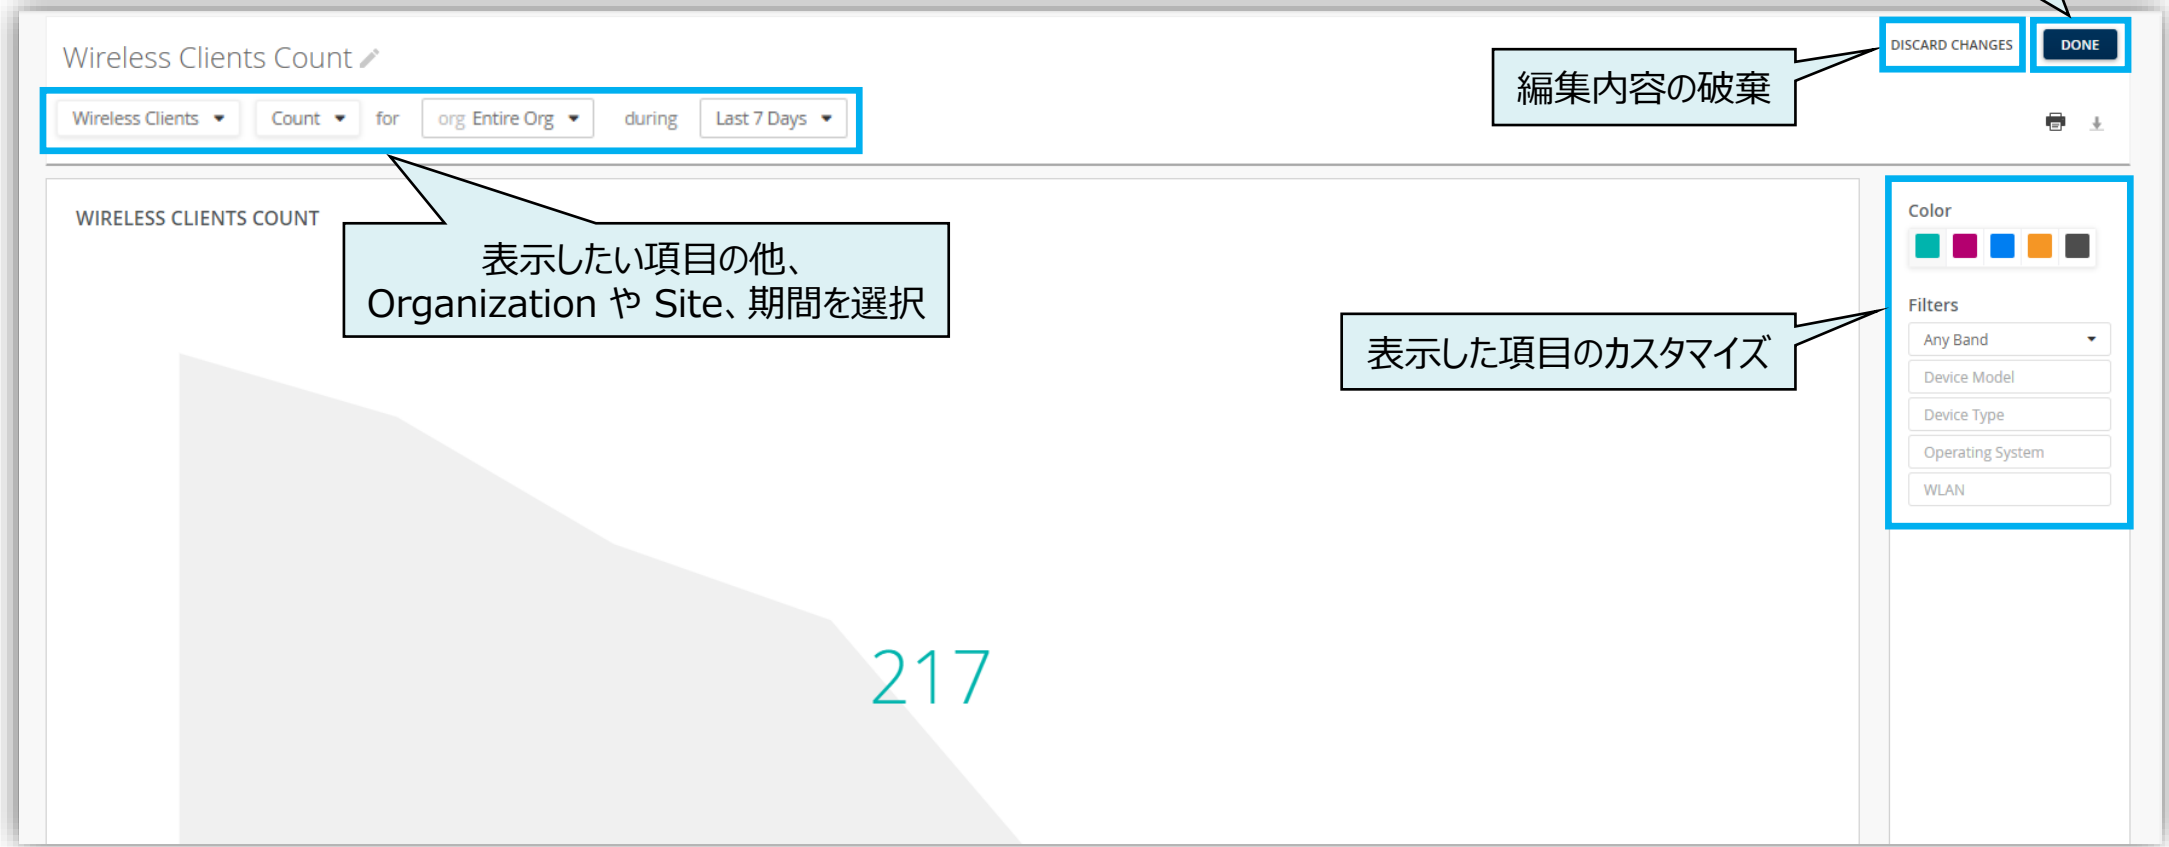 Wireless Clients Count
DISCARD CHANGES
DONE
編集内容の破棄
Wireless Clients Count for org Entire Org during Last 7 Days
WIRELESS CLIENTS COUNT
表示したい項目の他、
Organization や Site、期間を選択
Color
Filters
Any Band
Device Model
Device Type
Operating System
WLAN
表示した項目のカスタマイズ
217